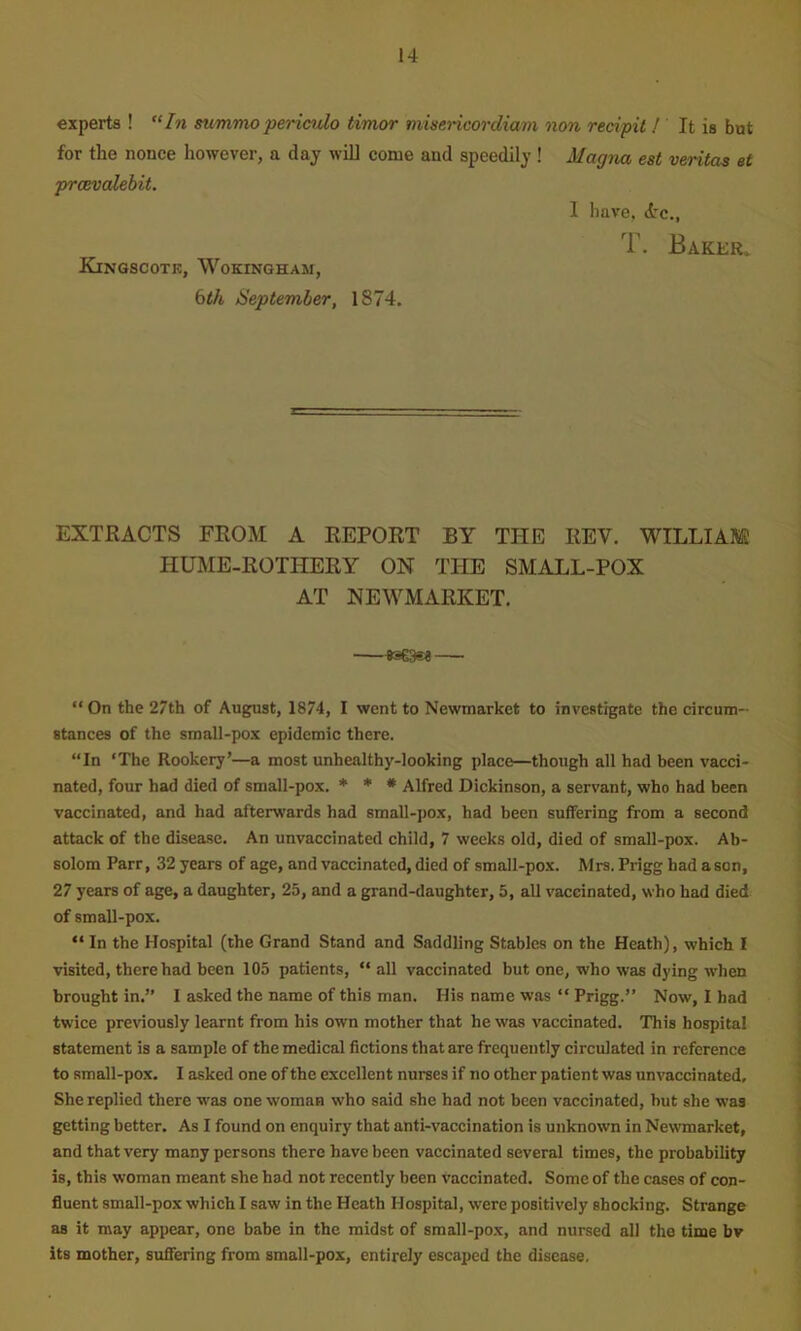 14
experts ! “In summo periculo timor misericordiam non recipit ! It is but
for the nonce however, a day will come and speedily ! Magna est veritas et
prævalebit.
I have, &c.,
T. Baker.
Kingscote, Wokingham,
6th September, 1874.
EXTRACTS FROM A REPORT BY THE REV. WILLIAM
HUME-ROTHERY ON THE SMALL-POX
AT NEWMARKET.
“On the 27th of August, 1874, I went to Newmarket to investigate the circum-
stances of the small-pox epidemic there.
“In ‘The Rookery’—a most unhealthy-looking place—though all had been vacci-
nated, four had died of small-pox. * * * Alfred Dickinson, a servant, who had been
vaccinated, and had afterwards had small-pox, had been suffering from a second
attack of the disease. An unvaccinated child, 7 weeks old, died of small-pox. Ab-
solom Parr, 32 years of age, and vaccinated, died of small-pox. Mrs. Prigg had a son,
27 years of age, a daughter, 25, and a grand-daughter, 5, all vaccinated, who had died
of small-pox.
“In the Hospital (the Grand Stand and Saddling Stables on the Heath), which I
visited, there had been 105 patients, “all vaccinated but one, who was dying when
brought in.” I asked the name of this man. His name was “Prigg.” Now, I had
twice previously learnt from his own mother that he was vaccinated. This hospital
statement is a sample of the medical fictions that are frequently circulated in reference
to small-pox. I asked one of the excellent nurses if no other patient was unvaccinated.
She replied there was one woman who said she had not been vaccinated, but she was
getting better. As I found on enquiry that anti-vaccination is unknown in Newmarket,
and that very many persons there have been vaccinated several times, the probability
is, this woman meant she had not recently been vaccinated. Some of the cases of con-
fluent small-pox which I saw in the Heath Hospital, were positively shocking. Strange
as it may appear, one babe in the midst of small-pox, and nursed all the time by
its mother, suffering from small-pox, entirely escaped the disease.